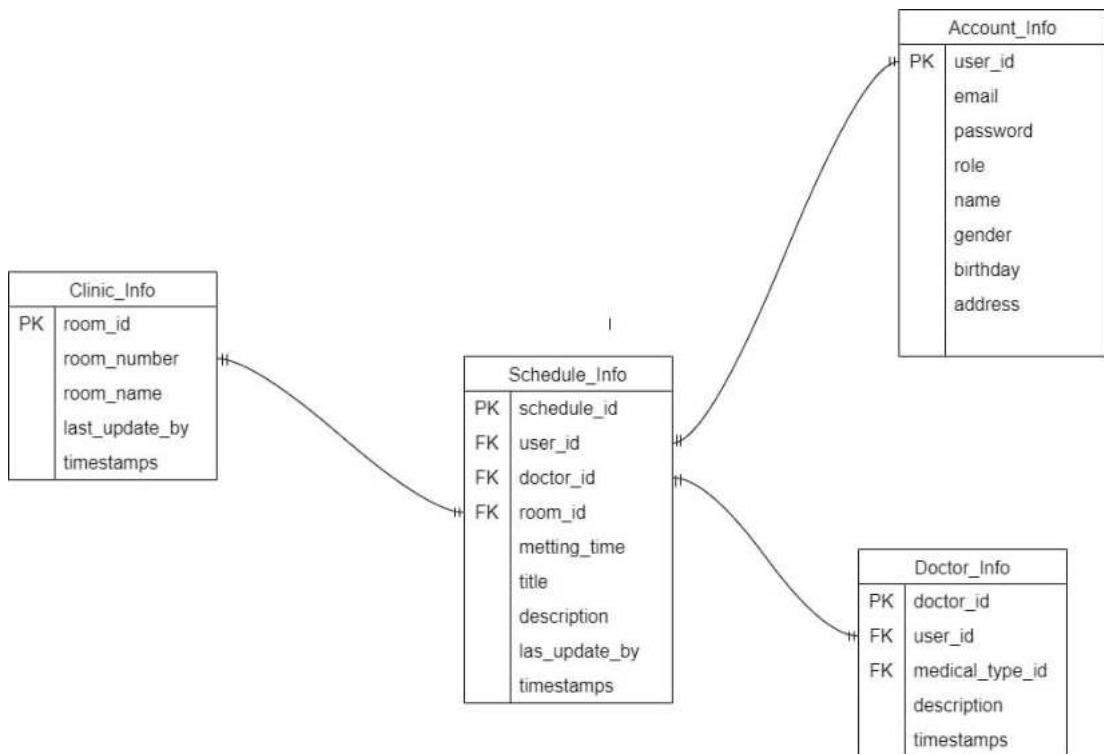 Account_Info
PK user_id
email
password
role
name
gender
birthday
address
Clinic_Info
PK room_id
room_number
room_name
last_update_by
timestamps
Schedule_Info
PK schedule_id
FK user_id
FK doctor_id
FK room_id
metting_time
title
description
las_update_by
timestamps
Doctor_Info
PK doctor_id
FK user_id
FK medical_type_id
description
timestamps